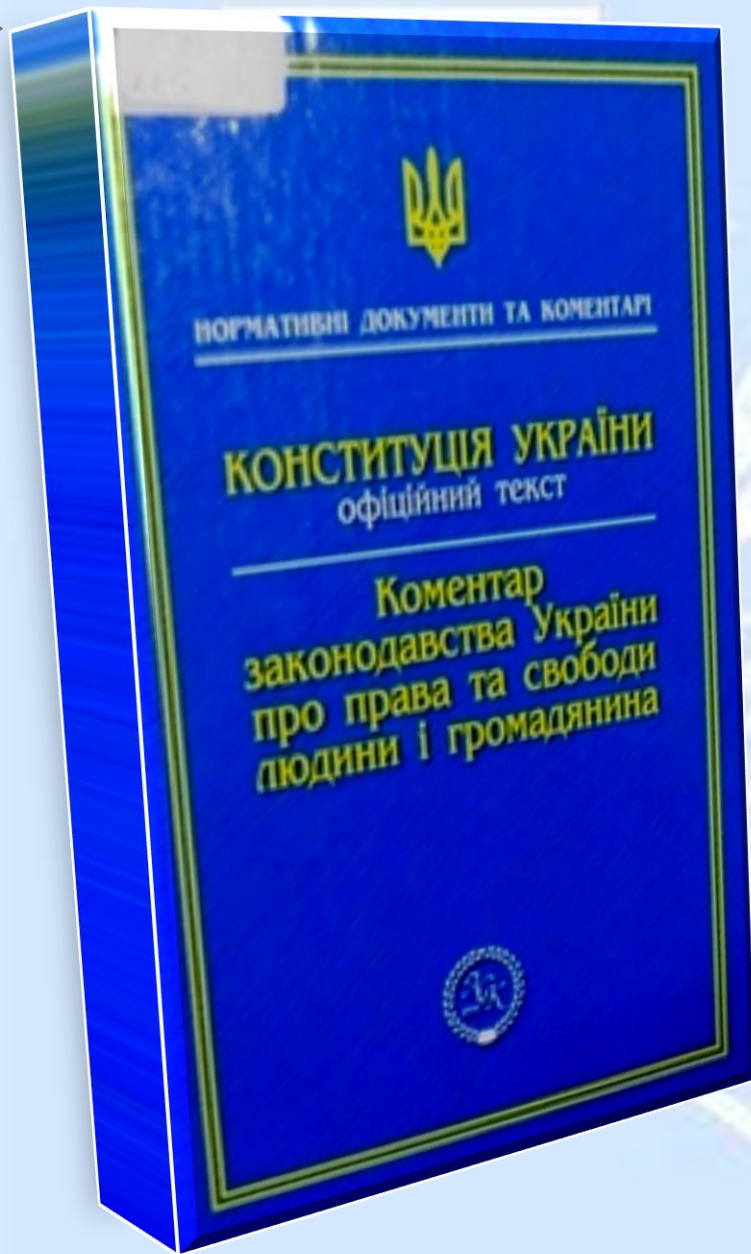 НОРМАТИВНІ ДОКУМЕНТИ ТА КОМЕНТАРІ
КОНСТИТУЦІЯ УКРАЇНИ
офіційний текст
Коментар
законодавства України
про права та свободи
людини і громадянина